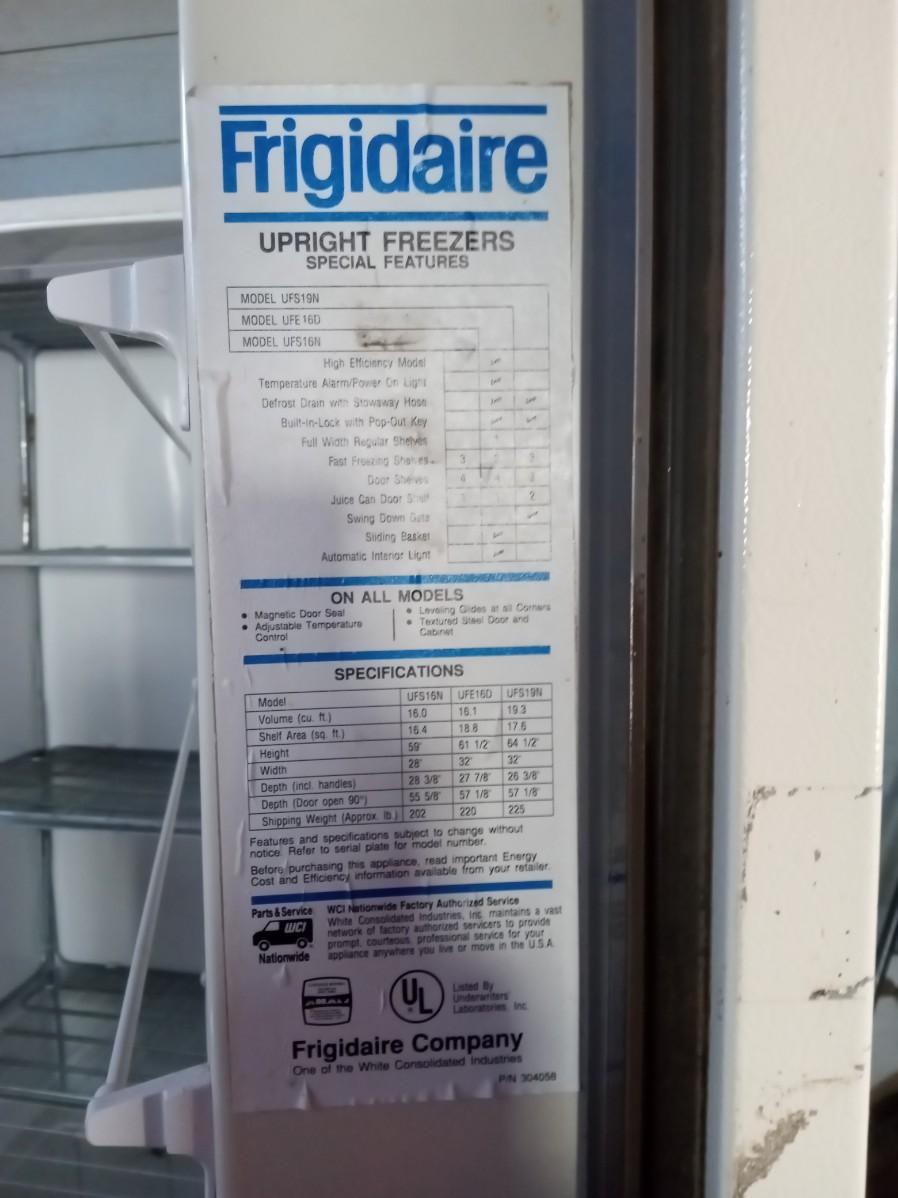 Frigidaire
UPRIGHT FREEZERS
SPECIAL FEATURES
MODEL UFS19N
MODEL UFE16D
MODEL UFS16N
High Efficiency Model
Temperature Alarm/Power On Light
Defrost Drain with Stowaway Hose
Built-In-Lock with Pop-Out Key
Full Width Regular Shelves
Fast Freezing Shelves 3 3
Door Shelves
Juice Can Door Shelf 2
Swing Down Gate
Sliding Basket
Automatic Interior Light
ON ALL MODELS
• Magnetic Door Seal
• Adjustable Temperature
Control
• Leveling Glides at all Corners
• Textured Steel Door and
Cabinet
SPECIFICATIONS
Model UFS16N UFE16D UFS19N
Volume (cu. ft.) 16.0 16.1 19.3
Shelf Area (sq. ft.) 16.4 18.8 17.6
Height 59" 61 1/2" 64 1/2"
Width 28" 32" 32"
Depth (incl. handles) 28 3/8" 27 7/8" 26 3/8"
Depth (Door open 90°) 55 5/8" 57 1/8" 57 1/8"
Shipping Weight (Approx. lb.) 202 220 225
Features and specifications subject to change without
notice. Refer to serial plate for model number.
Before purchasing this appliance, read important Energy
Cost and Efficiency information available from your retailer.
Parts & Service
WCI
Nationwide
WCI Nationwide Factory Authorized Service
White Consolidated Industries, Inc. maintains a vast
network of factory authorized servicers to provide
prompt, courteous, professional service for your
appliance anywhere you live or move in the U.S.A.
UL
Listed By
Underwriters
Laboratories, Inc.
Frigidaire Company
One of the White Consolidated Industries
P/N 304058